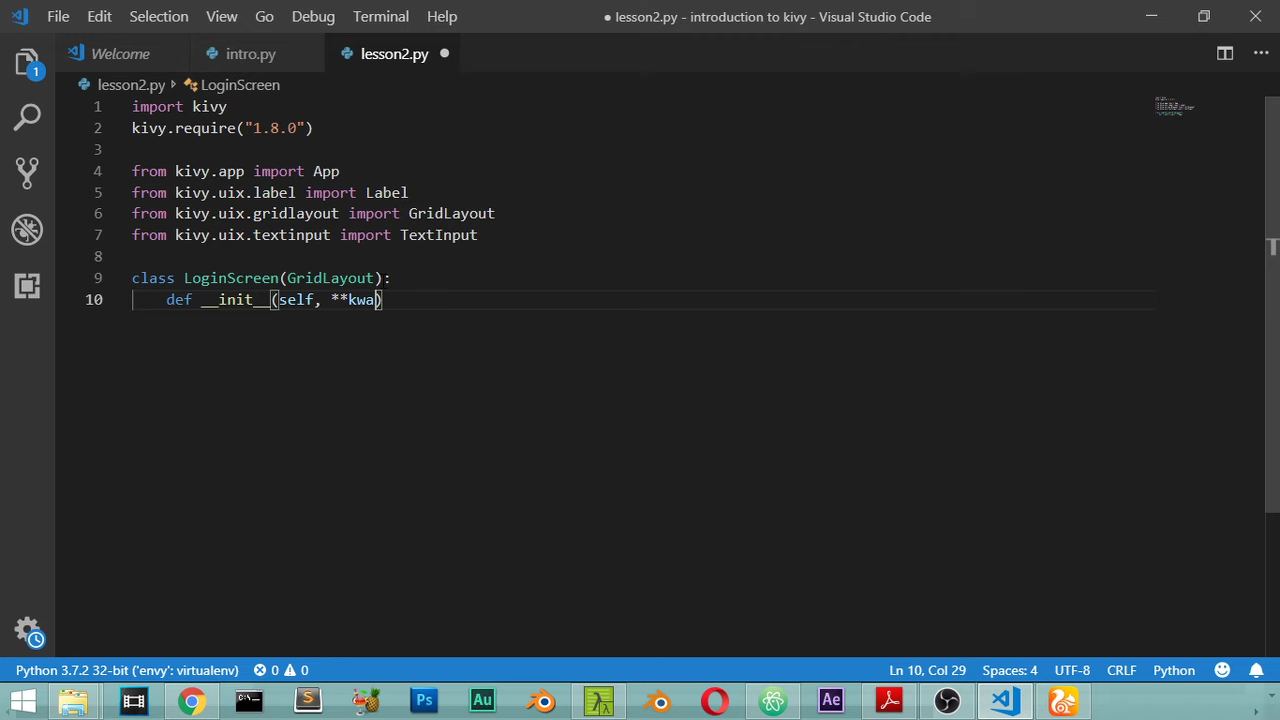 File Edit Selection View Go Debug Terminal Help ● lesson2.py - introduction to kivy - Visual Studio Code
Welcome intro.py lesson2.py
1
lesson2.py LoginScreen
1 import kivy
2 kivy.require("1.8.0")
3
4 from kivy.app import App
5 from kivy.uix.label import Label
6 from kivy.uix.gridlayout import GridLayout
7 from kivy.uix.textinput import TextInput
8
9 class LoginScreen(GridLayout):
10 def __init__(self, **kwa)
Python 3.7.2 32-bit ('envy': virtualenv) 0 0 Ln 10, Col 29 Spaces: 4 UTF-8 CRLF Python
Ps Au Ae